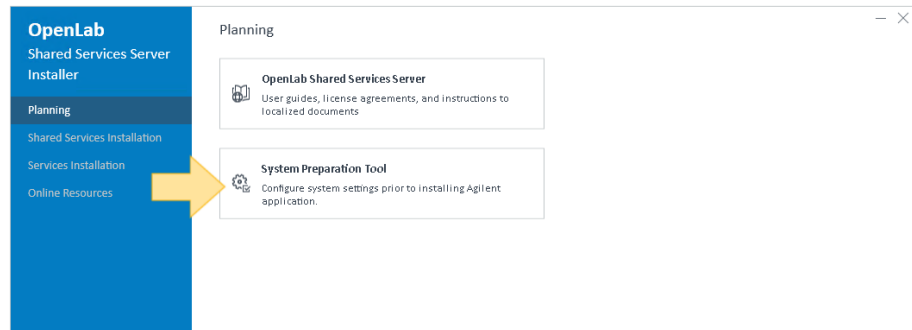 OpenLab
Shared Services Server
Installer
Planning
Shared Services Installation
Services Installation
Online Resources
Planning
OpenLab Shared Services Server
User guides, license agreements, and instructions to
localized documents
System Preparation Tool
Configure system settings prior to installing Agilent
application.